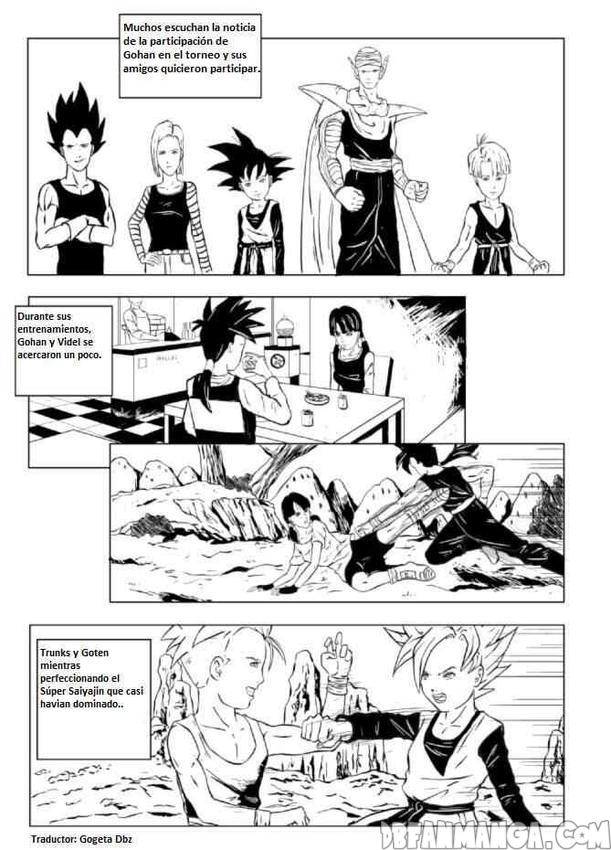 Muchos escuchan la noticia
de la participación de
Gohan en el torneo y sus
amigos quicieron participar.
Durante sus
entrenamientos,
Gohan y Videl se
acercaron un poco.
Trunks y Goten
mientras
perfeccionando el
Súper Saiyajin que casi
havian dominado..
Traductor: Gogeta Dbz
DBFANMANGA.COM